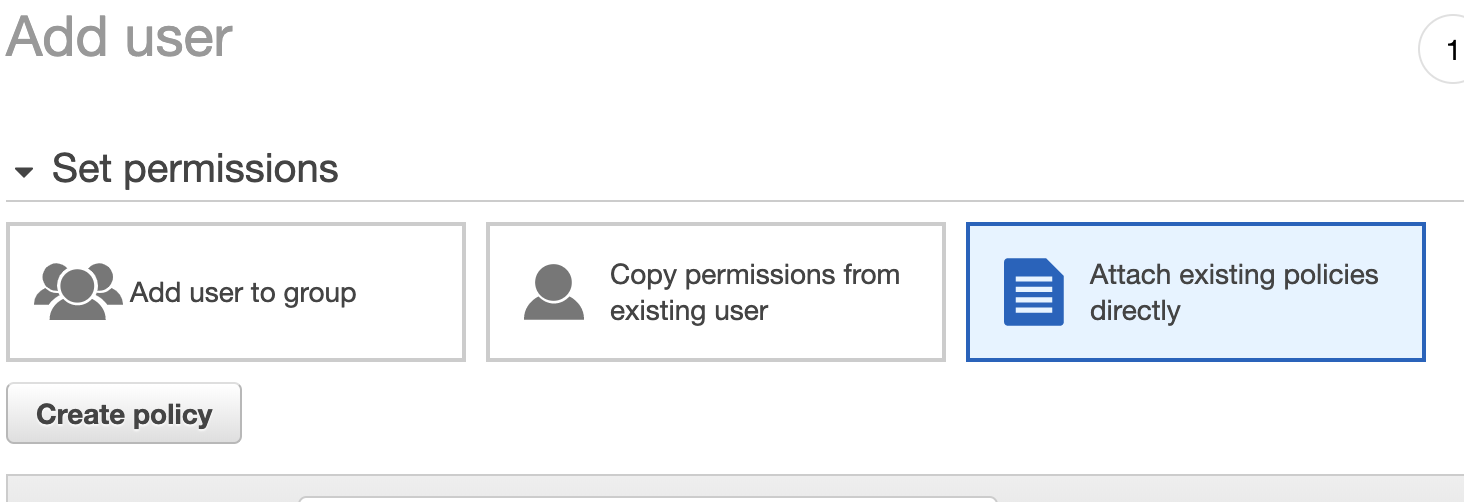 Add user
1
Set permissions
Add user to group
Copy permissions from
existing user
Attach existing policies
directly
Create policy